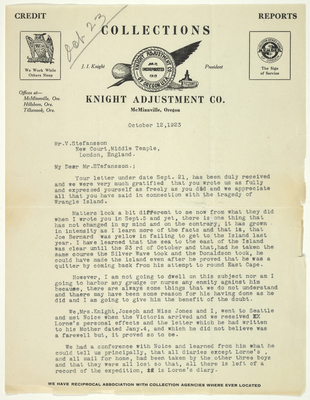 CREDIT
REPORTS
Oct 23
COLLECTIONS
We Work While
Others Snooze
J. I. Knight
President
The Sign
of Service
Offices at—
McMinnville, Ore.
Hillsboro, Ore.
Tillamook, Ore.
KNIGHT ADJUSTMENT CO.
McMinnville, Oregon
October 12, 1923
Mr.V.Stefansson
New Court, Middle Temple,
London, England.
My Dear Mr.Stefansson.;
Your letter under date Sept. 21, has been duly received
and we were very much gratified that you wrote us as fully
and expressed yourself as freely as you did and we appreciate
all that you have said in connection with the tragedy of
Wrangle Island.
Matters look a bit different to me now from what they did
when I wrote you in Sept.5 and yet, there is one thing that
has not changed in my mind and on the contrary, it has grown
in intensity as I learn more of the facts and that is, that
Joe Bernard was yellow in failing to get to the Island last
year. I have learned that the sea to the east of the Island
was clear until the 22 rd of October and that, had he taken the
same course the Silver Wave took and the Donaldson took, he
could have made the island even after he proved that he was a
quitter by coming back from his attempt to round East Cape.
However, I am not going to dwell on this subject nor am I
going to harbor any grudge or nurse any enmity against him
because, there are always some things that we do not understand
and there may have been some reason for his having done as he
did and I am going to give him the benefit of the doubt.
We, Mrs.Knight, Joseph and Miss Jones and I, went to Seattle
and met Noice when the Victoria arrived and we received
Lorne's personal effects and the letter which he had written
to his Mother dated Jany.4, and which he did not believe was
a farewell but, it proved so to be.
We had a conference with Noice and learned from him what he
could tell us principally, that all diaries except Lorne's ,
and all mail for home, had been taken by the other three boys
and that they were all lost so that, all there is left of a
record of the expedition, is Lorne's diary.
WE HAVE RECIPROCAL ASSOCIATION WITH COLLECTION AGENCIES WHERE EVER LOCATED